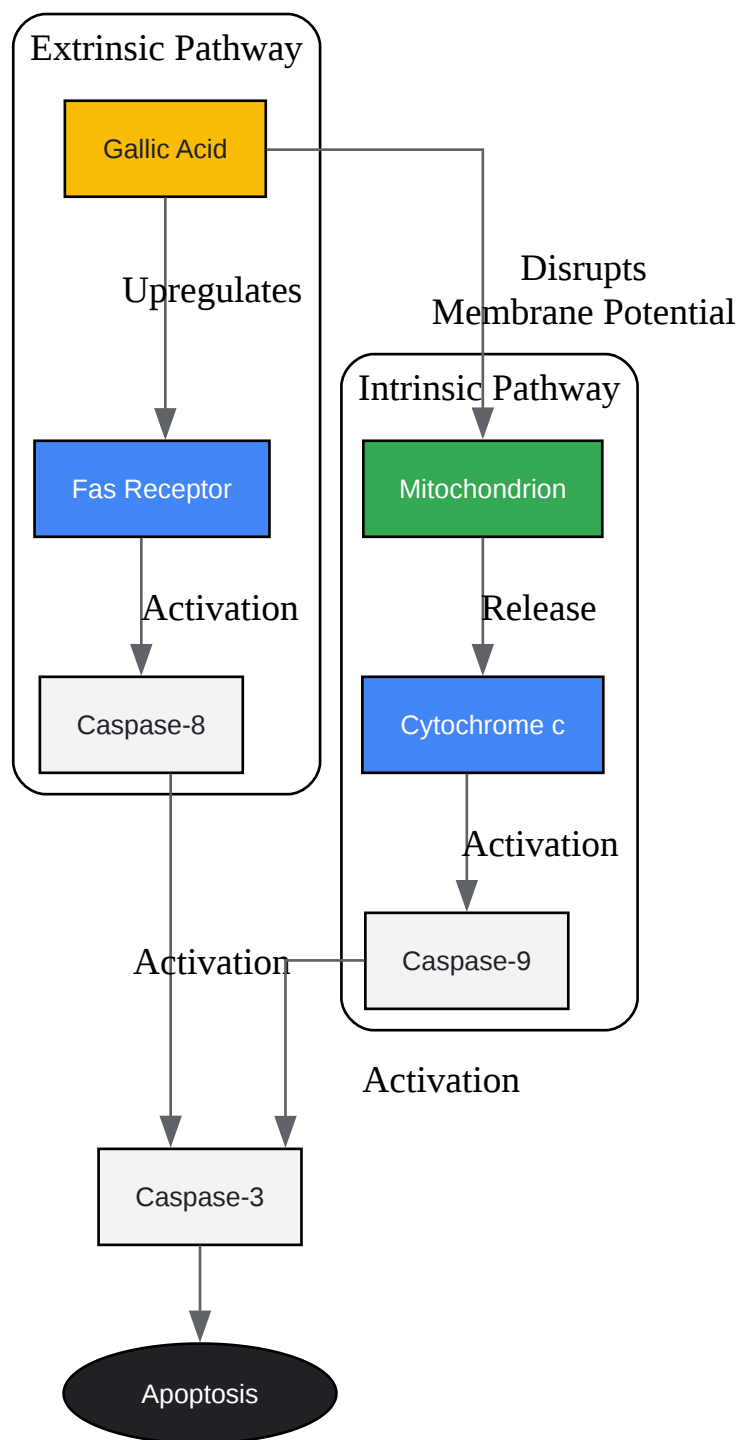 Extrinsic Pathway
Gallic Acid
Upregulates
Disrupts
Membrane Potential
Intrinsic Pathway
Fas Receptor
Mitochondrion
Activation
Release
Caspase-8
Cytochrome c
Activation
Activation
Caspase-9
Activation
Caspase-3
Apoptosis